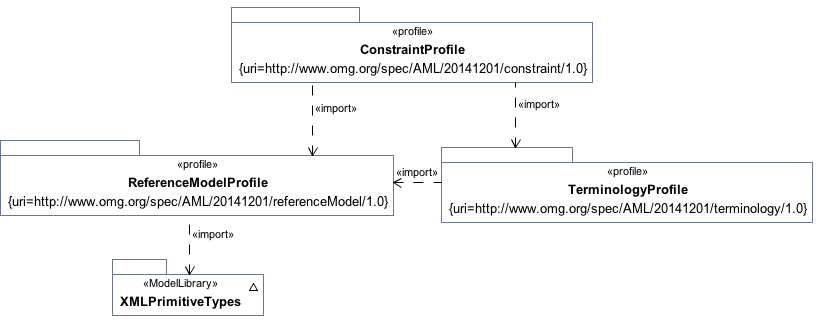 «profile»
ConstraintProfile
{uri=http://www.omg.org/spec/AML/20141201/constraint/1.0}
«import»
«import»
«profile»
ReferenceModelProfile
{uri=http://www.omg.org/spec/AML/20141201/referenceModel/1.0}
«import»
«profile»
TerminologyProfile
{uri=http://www.omg.org/spec/AML/20141201/terminology/1.0}
«import»
«ModelLibrary»
XMLPrimitiveTypes